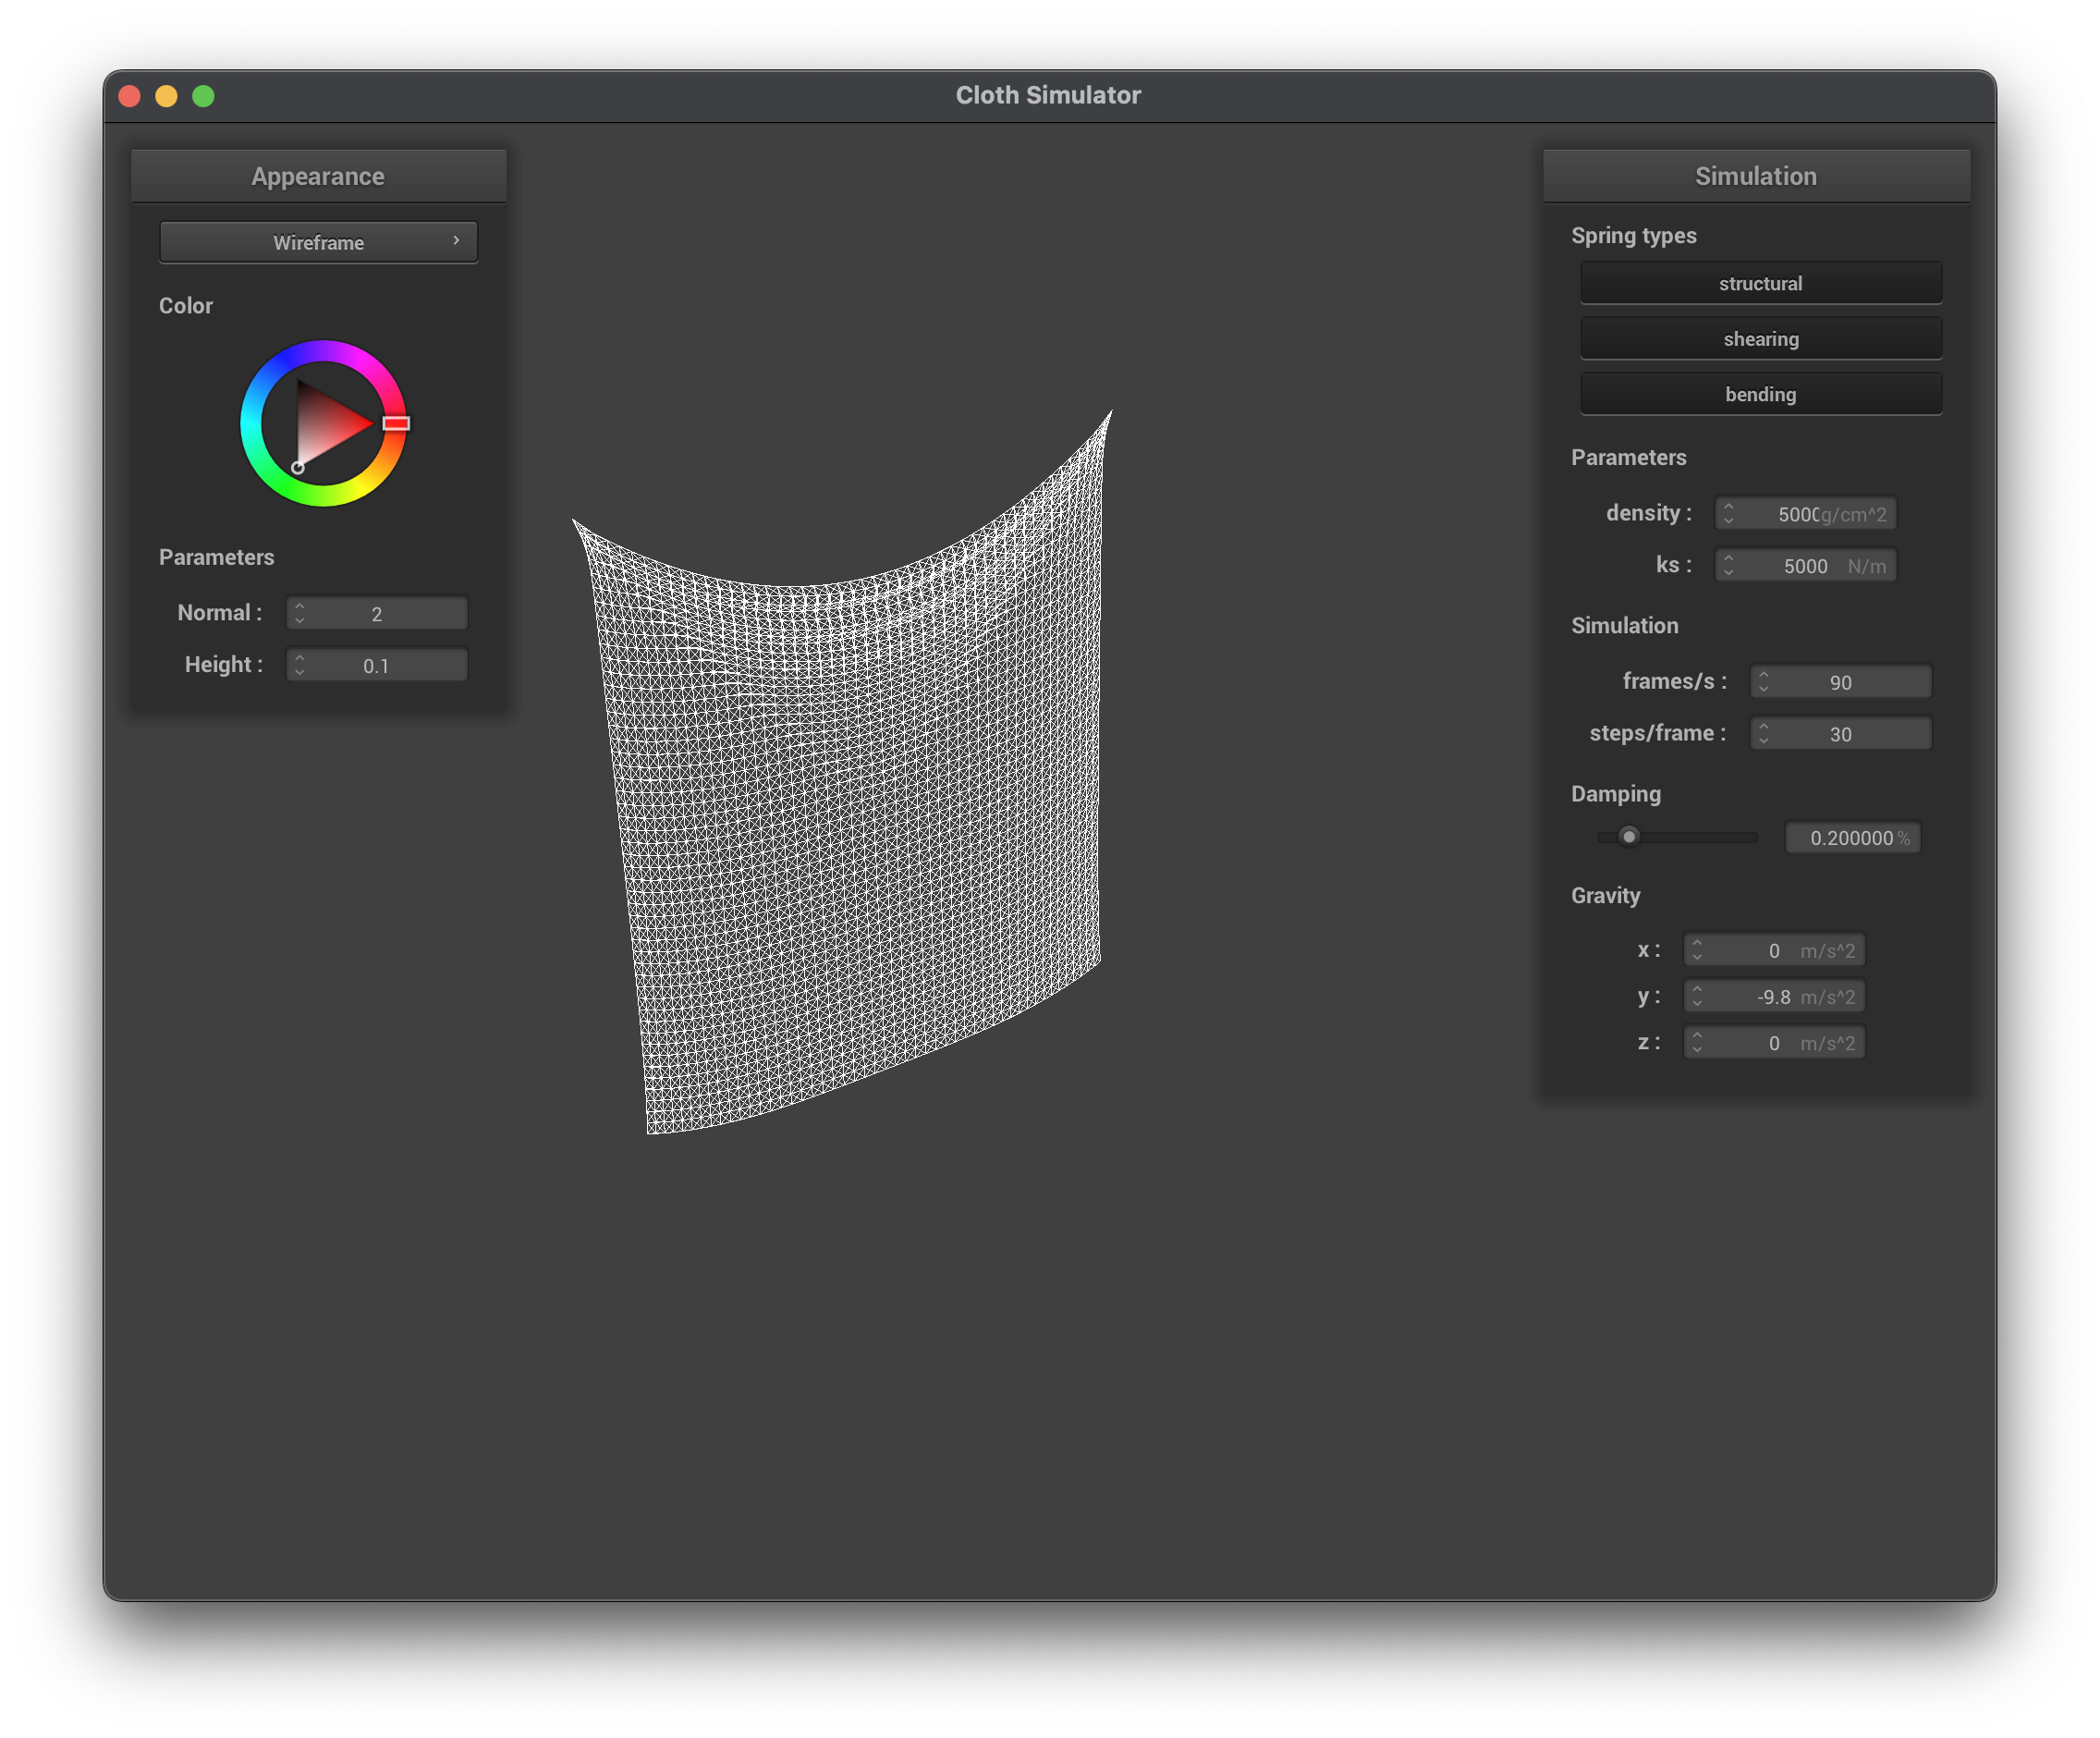 Cloth Simulator
Appearance
Wireframe
Color
Parameters
Normal : 2
Height : 0.1
Simulation
Spring types
structural
shearing
bending
Parameters
density : 500 g/cm^2
ks : 5000 N/m
Simulation
frames/s : 90
steps/frame : 30
Damping
0.200000 %
Gravity
x : 0 m/s^2
y : -9.8 m/s^2
z : 0 m/s^2